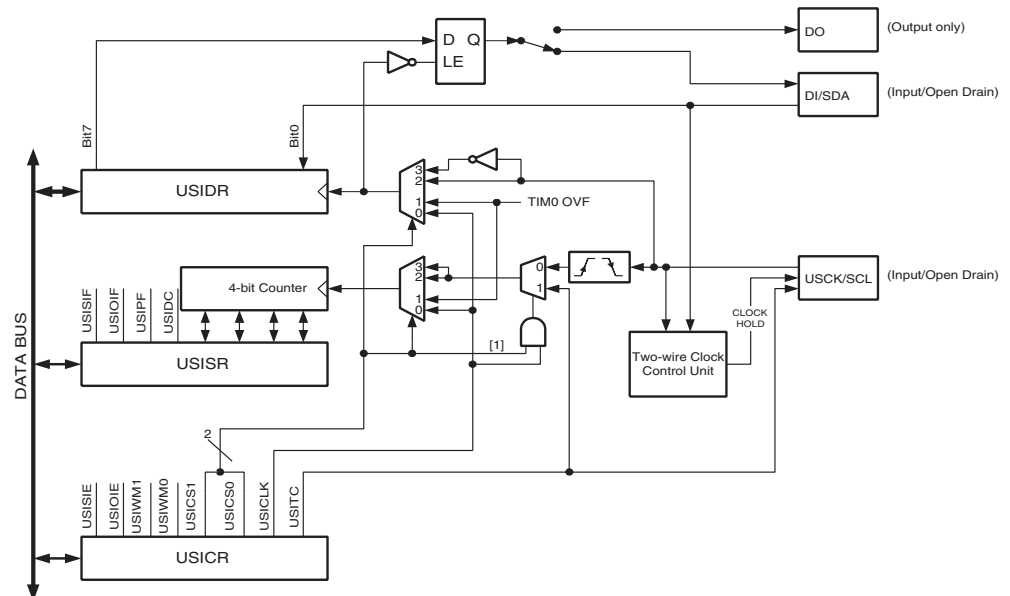 D Q
LE
DO
(Output only)
DI/SDA
(Input/Open Drain)
Bit7
Bit0
USIDR
3
2
1
0
TIM0 OVF
4-bit Counter
3
2
1
0
0
1
USCK/SCL
(Input/Open Drain)
CLOCK
HOLD
[1]
Two-wire Clock
Control Unit
USISIF
USIOIF
USIPF
USIDC
USISR
DATA BUS
2
USISIE
USIOIE
USIWM1
USIWM0
USICS1
USICS0
USICLK
USITC
USICR